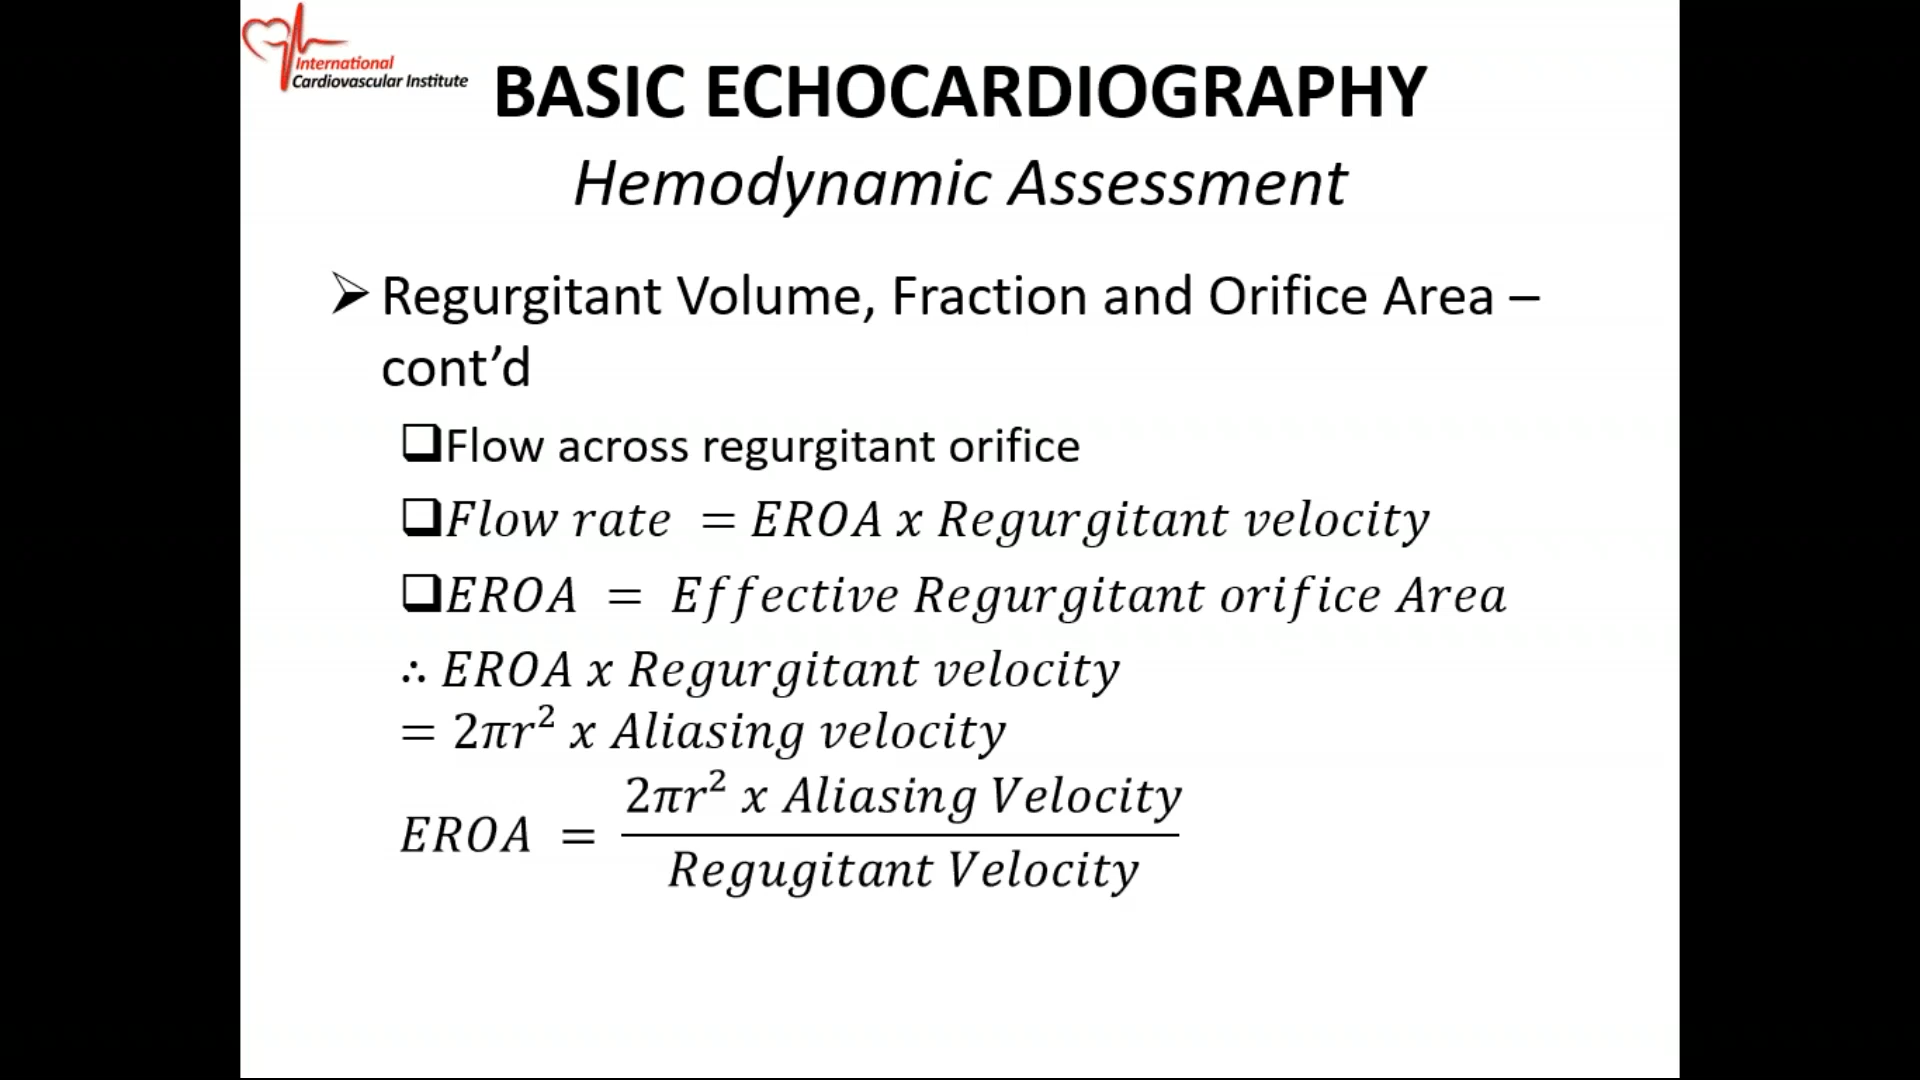 International
Cardiovascular Institute
BASIC ECHOCARDIOGRAPHY
Hemodynamic Assessment
➢ Regurgitant Volume, Fraction and Orifice Area –
cont’d
❑Flow across regurgitant orifice
❑Flow rate = EROA x Regurgitant velocity
❑EROA = Effective Regurgitant orifice Area
∴ EROA x Regurgitant velocity
= 2πr² x Aliasing velocity
2πr² x Aliasing Velocity
EROA =
Regugitant Velocity